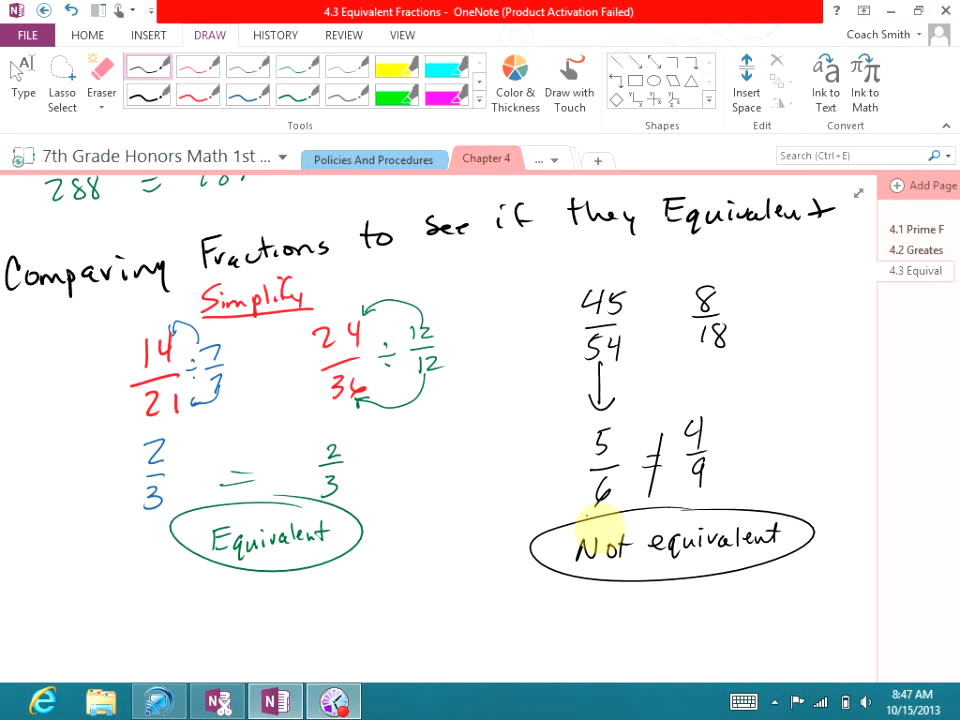 4.3 Equivalent Fractions - OneNote (Product Activation Failed)
FILE HOME INSERT DRAW HISTORY REVIEW VIEW Coach Smith
Type Lasso Select Eraser Color & Thickness Draw with Touch Insert Space Ink to Text Ink to Math
Tools Shapes Edit Convert
7th Grade Honors Math 1st ... Policies And Procedures Chapter 4 ... Search (Ctrl+E)
Add Page
4.1 Prime F
4.2 Greates
4.3 Equival
288 =
Comparing Fractions to see if they Equivalent
Simplify
14/21 ÷ 7/7 24/36 ÷ 12/12 45/54 8/18
2/3 = 2/3 5/6 ≠ 4/9
Equivalent Not equivalent
8:47 AM
10/15/2013